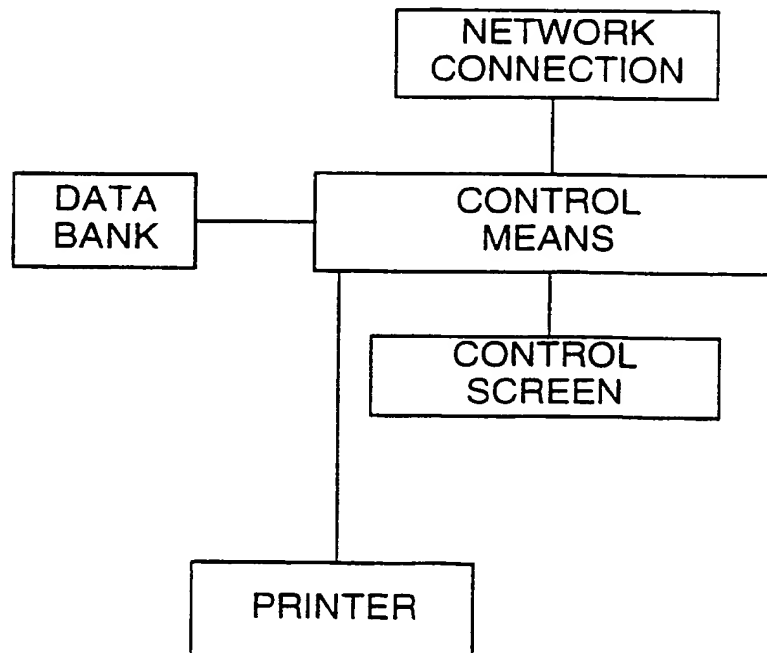 NETWORK
CONNECTION
DATA
BANK
CONTROL
MEANS
CONTROL
SCREEN
PRINTER